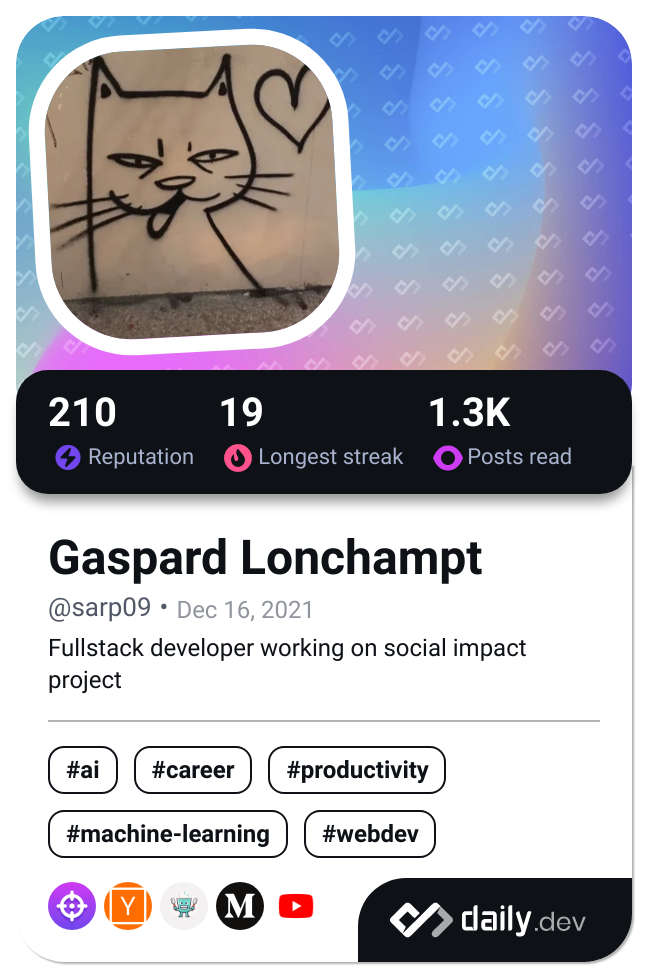 210 19 1.3K
Reputation Longest streak Posts read
Gaspard Lonchampt
@sarp09 • Dec 16, 2021
Fullstack developer working on social impact
project
#ai #career #productivity
#machine-learning #webdev
Y M
daily.dev